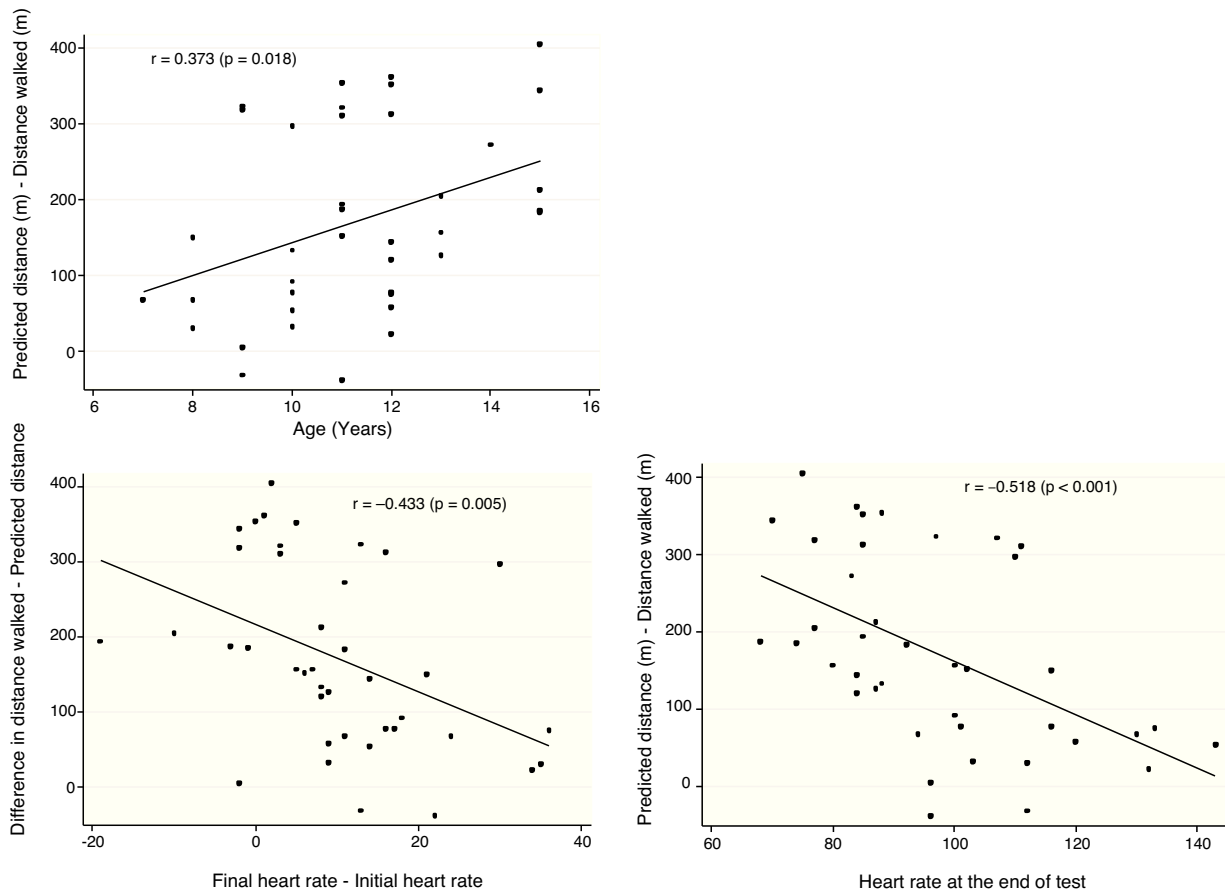 Predicted distance (m) - Distance walked (m)
400
300
200
100
0
r = 0.373 (p = 0.018)
6 8 10 12 14 16
Age (Years)
Difference in distance walked - Predicted distance
400
300
200
100
0
r = –0.433 (p = 0.005)
-20 0 20 40
Final heart rate - Initial heart rate
Predicted distance (m) - Distance walked (m)
400
300
200
100
0
r = –0.518 (p < 0.001)
60 80 100 120 140
Heart rate at the end of test